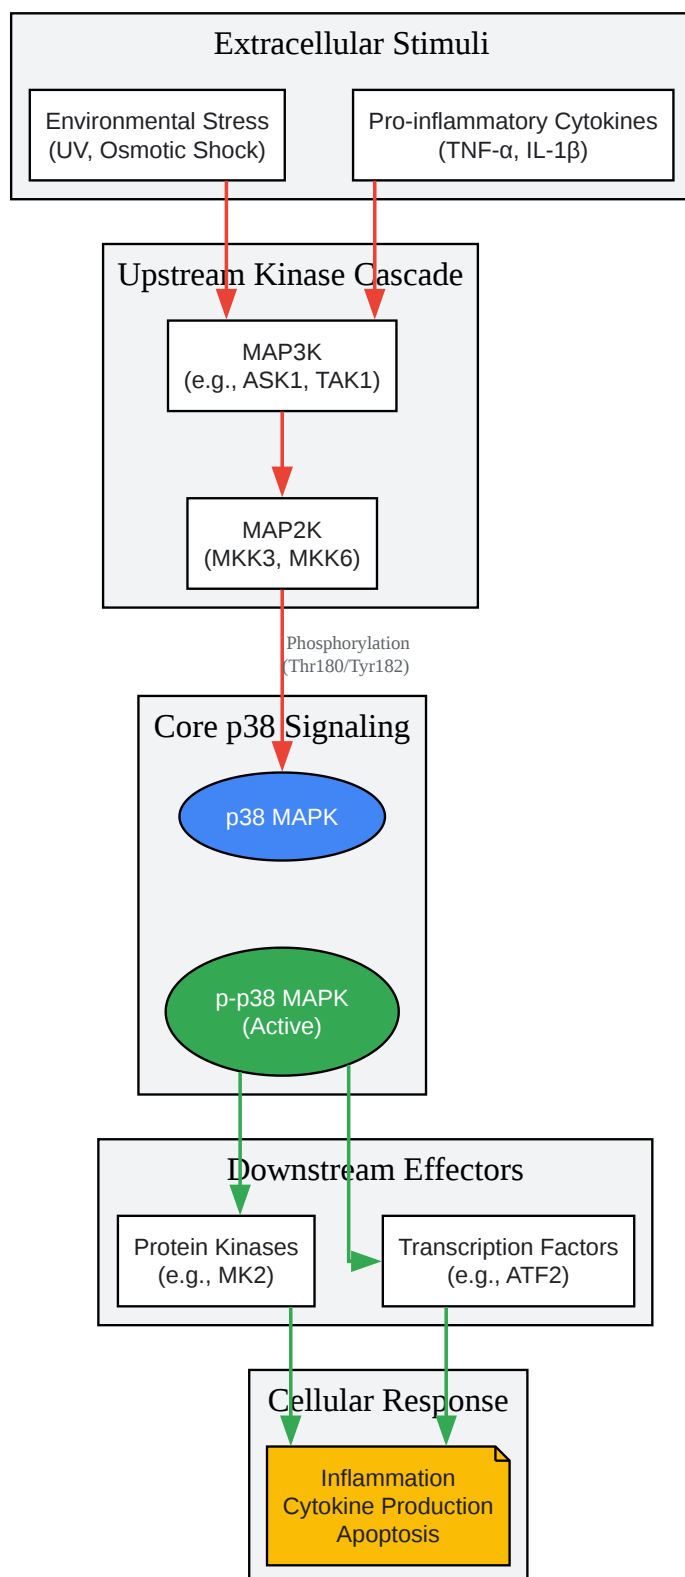 Extracellular Stimuli
Environmental Stress
(UV, Osmotic Shock)
Pro-inflammatory Cytokines
(TNF-α, IL-1β)
Upstream Kinase Cascade
MAP3K
(e.g., ASK1, TAK1)
MAP2K
(MKK3, MKK6)
Phosphorylation
(Thr180/Tyr182)
Core p38 Signaling
p38 MAPK
p-p38 MAPK
(Active)
Downstream Effectors
Protein Kinases
(e.g., MK2)
Transcription Factors
(e.g., ATF2)
Cellular Response
Inflammation
Cytokine Production
Apoptosis